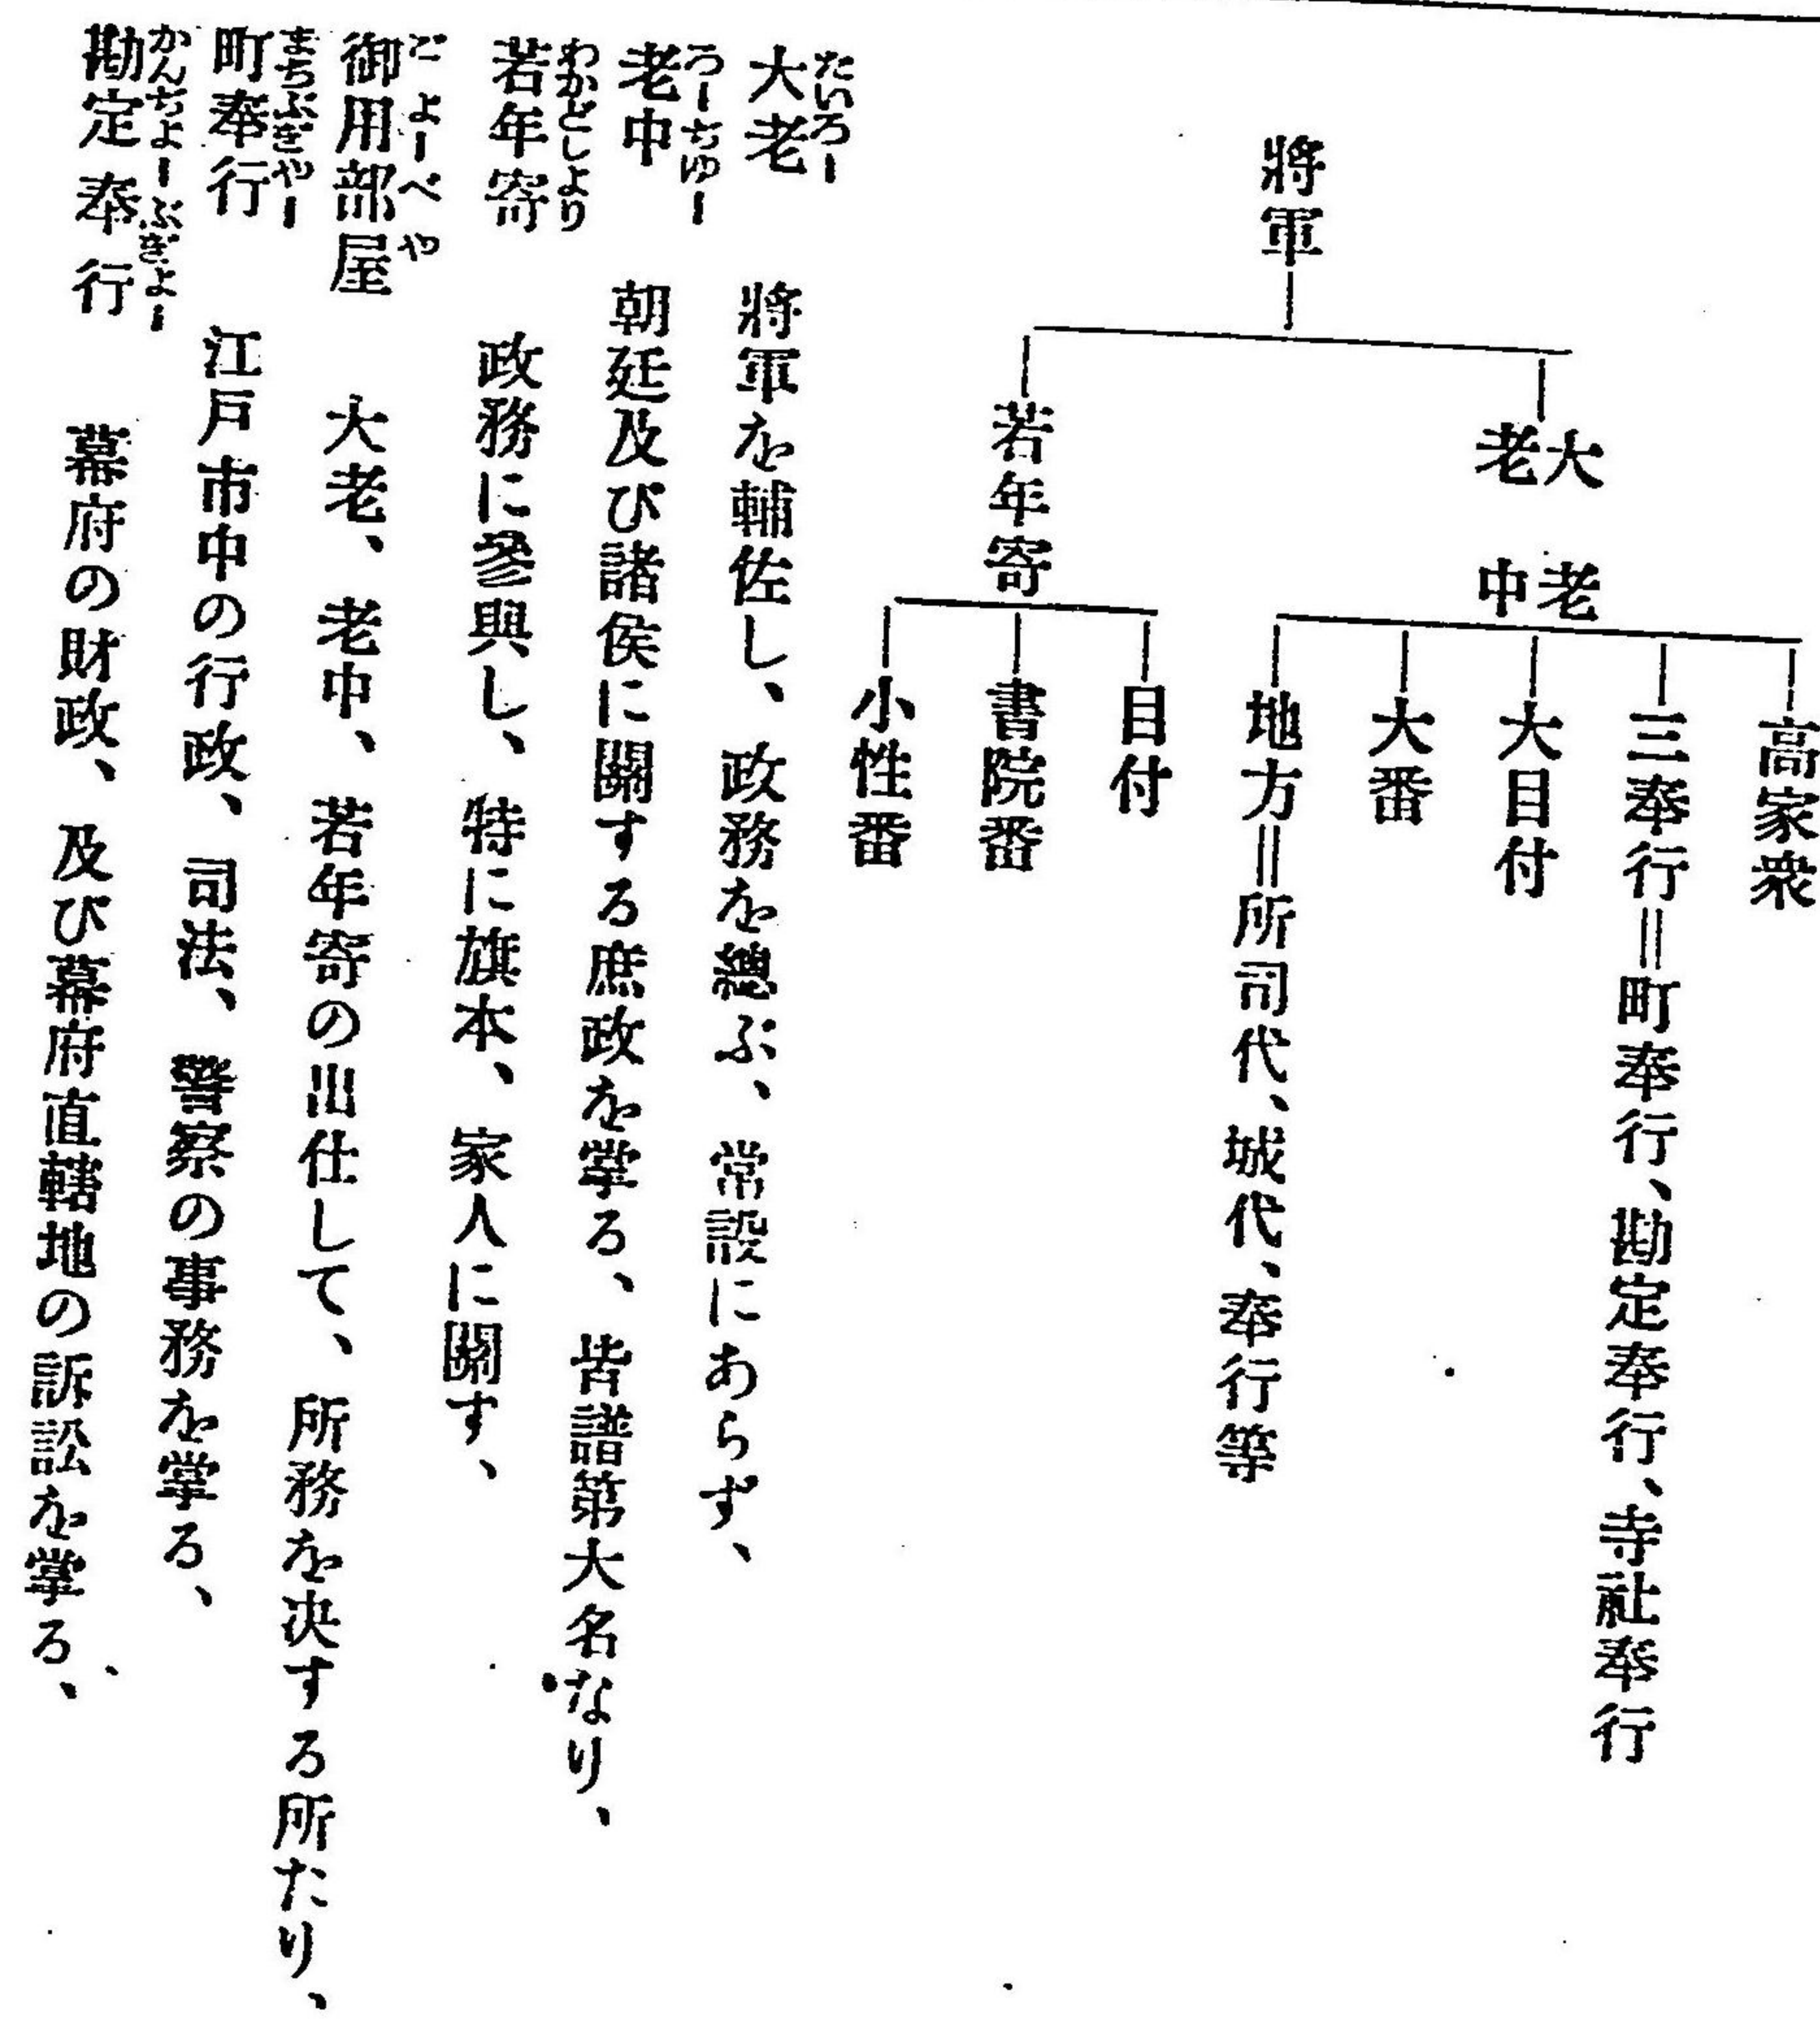 將軍
大老
老中
高家衆
三奉行＝町奉行、勘定奉行、寺社奉行
大目付
大番
地方＝所司代、城代、奉行等
若年寄
目付
書院番
小性番
大老 將軍を輔佐し、政務を總ぶ、常設にあらず、
たいろー
老中 朝廷及び諸侯に關する庶政を掌る、皆譜第大名なり、
ろーちゆー
若年寄 政務に參與し、特に旗本、家人に關す、
わかどしより
御用部屋 大老、老中、若年寄の出仕して、所務を决する所たり、
ごよーべや
町奉行 江戸市中の行政、司法、警察の事務を掌る、
まちぶぎやー
勘定奉行 幕府の財政、及び幕府直轄地の訴訟を掌る、
かんぢよーぶぎよー